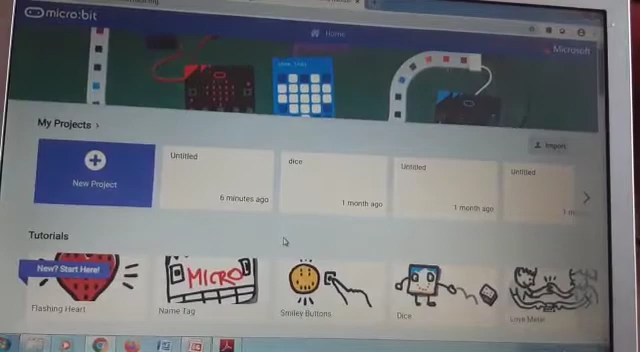 micro:bit
Home
Microsoft
My Projects
Import
New Project
Untitled
6 minutes ago
dice
1 month ago
Untitled
1 month ago
Untitled
Tutorials
New? Start Here!
Flashing Heart
MICRO
Name Tag
Smiley Buttons
Dice
Love Meter